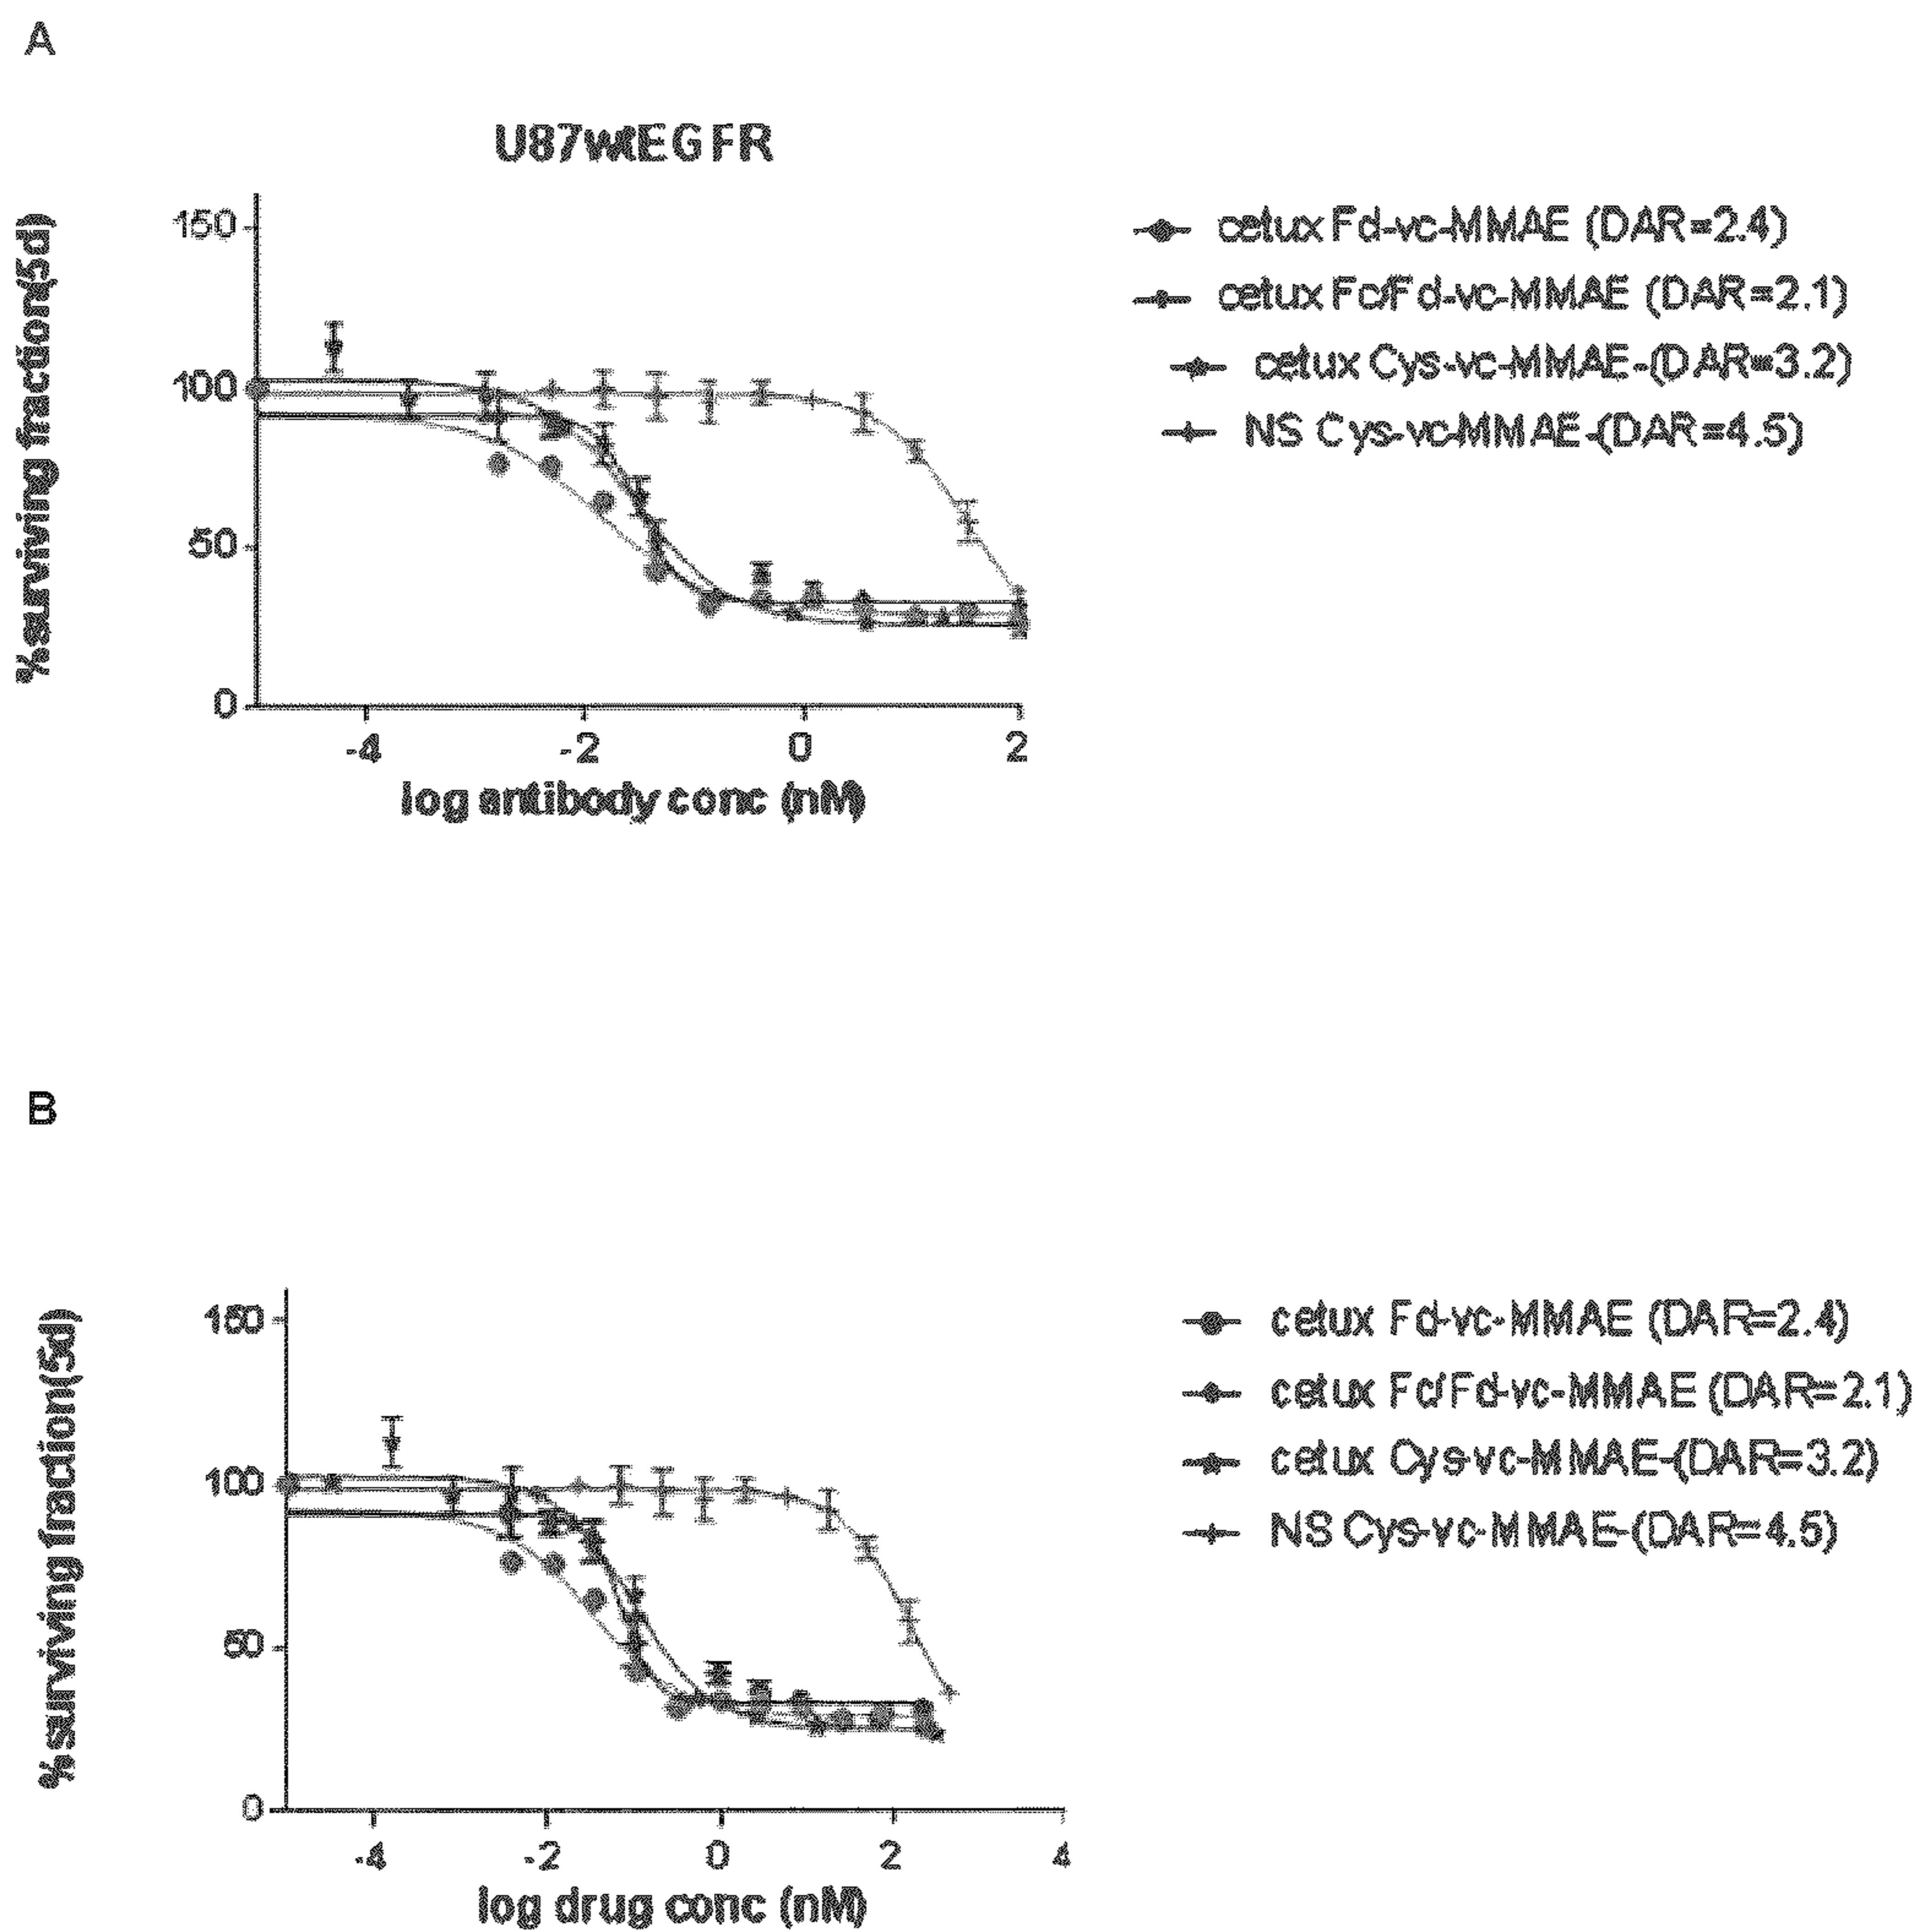 A
U87wtEGFR
%surviving fraction(5d)
150
100
50
0
-4 -2 0 2
log antibody conc (nM)
cetux Fd-vc-MMAE (DAR=2.4)
cetux Fc/Fd-vc-MMAE (DAR=2.1)
cetux Cys-vc-MMAE-(DAR=3.2)
NS Cys-vc-MMAE-(DAR=4.5)
B
%surviving fraction(5d)
150
100
50
0
-4 -2 0 2 4
log drug conc (nM)
cetux Fd-vc-MMAE (DAR=2.4)
cetux Fc/Fd-vc-MMAE (DAR=2.1)
cetux Cys-vc-MMAE-(DAR=3.2)
NS Cys-vc-MMAE-(DAR=4.5)